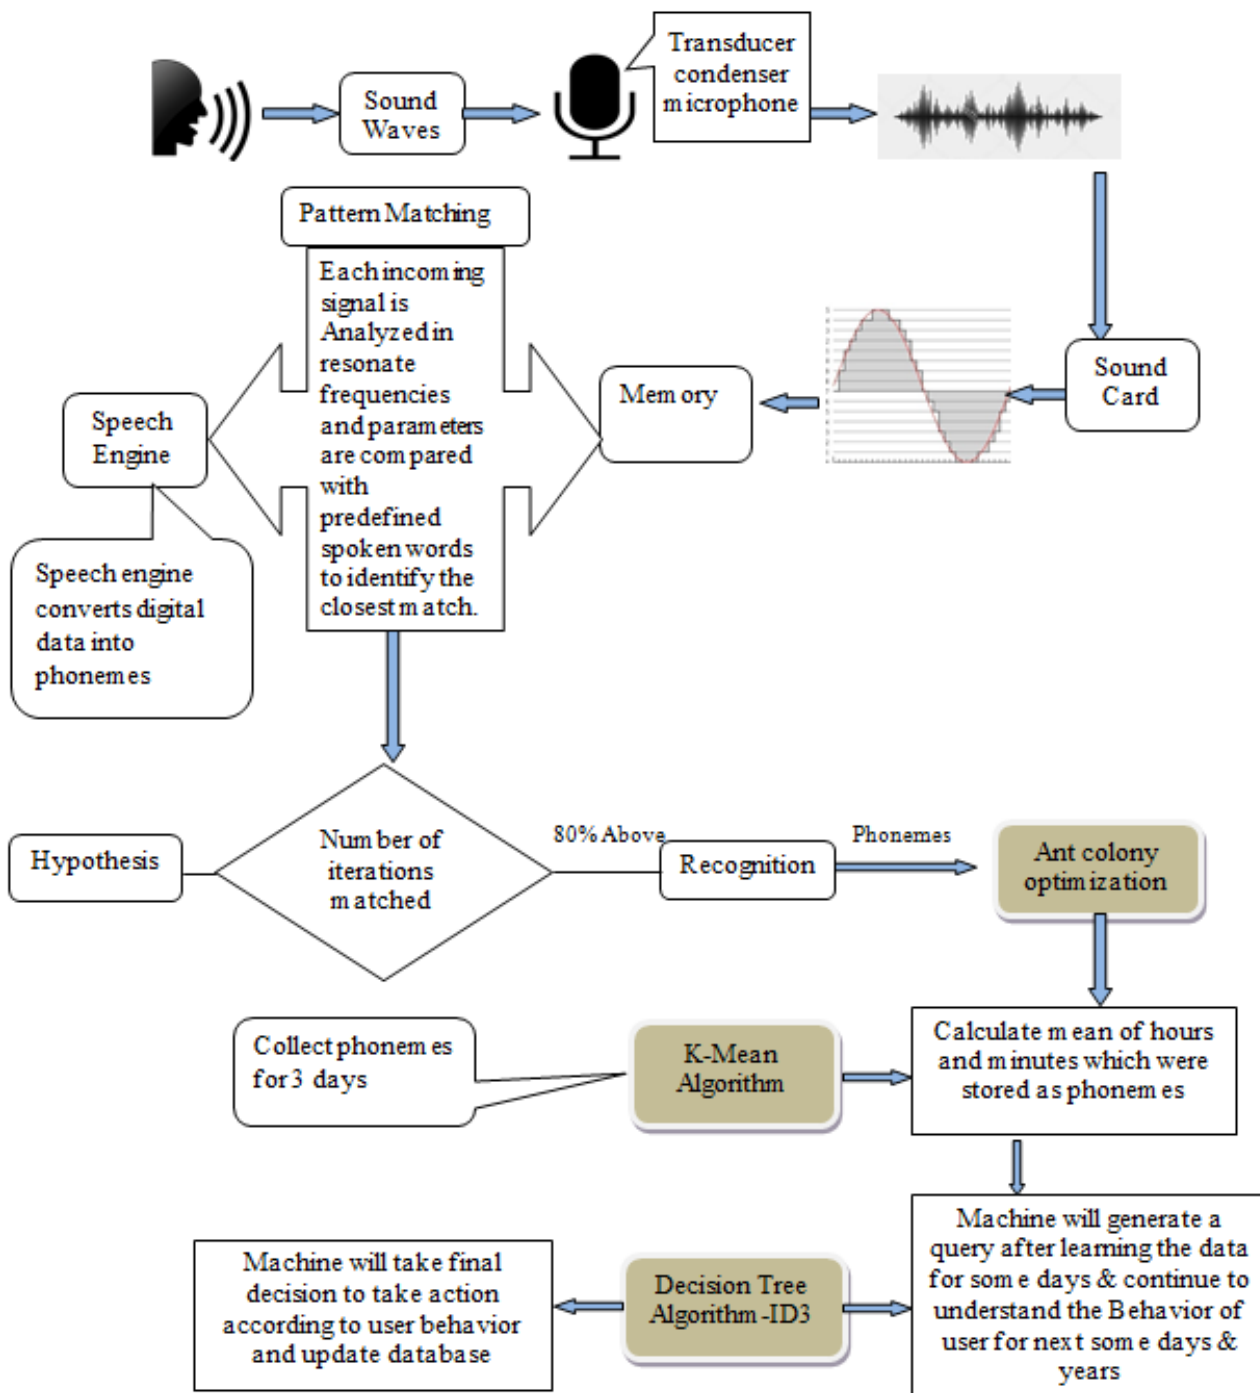 Sound
Waves
Transducer
condenser
microphone
Pattern Matching
Each incoming
signal is
Analyzed in
resonate
frequencies
and parameters
are compared
with
predefined
spoken words
to identify the
closest match.
Speech
Engine
Memory
Sound
Card
Speech engine
converts digital
data into
phonemes
Hypothesis
Number of
iterations
matched
80% Above
Recognition
Phonemes
Ant colony
optimization
Collect phonemes
for 3 days
K-Mean
Algorithm
Calculate mean of hours
and minutes which were
stored as phonemes
Machine will take final
decision to take action
according to user behavior
and update database
Decision Tree
Algorithm-ID3
Machine will generate a
query after learning the data
for some days & continue to
understand the Behavior of
user for next some days &
years